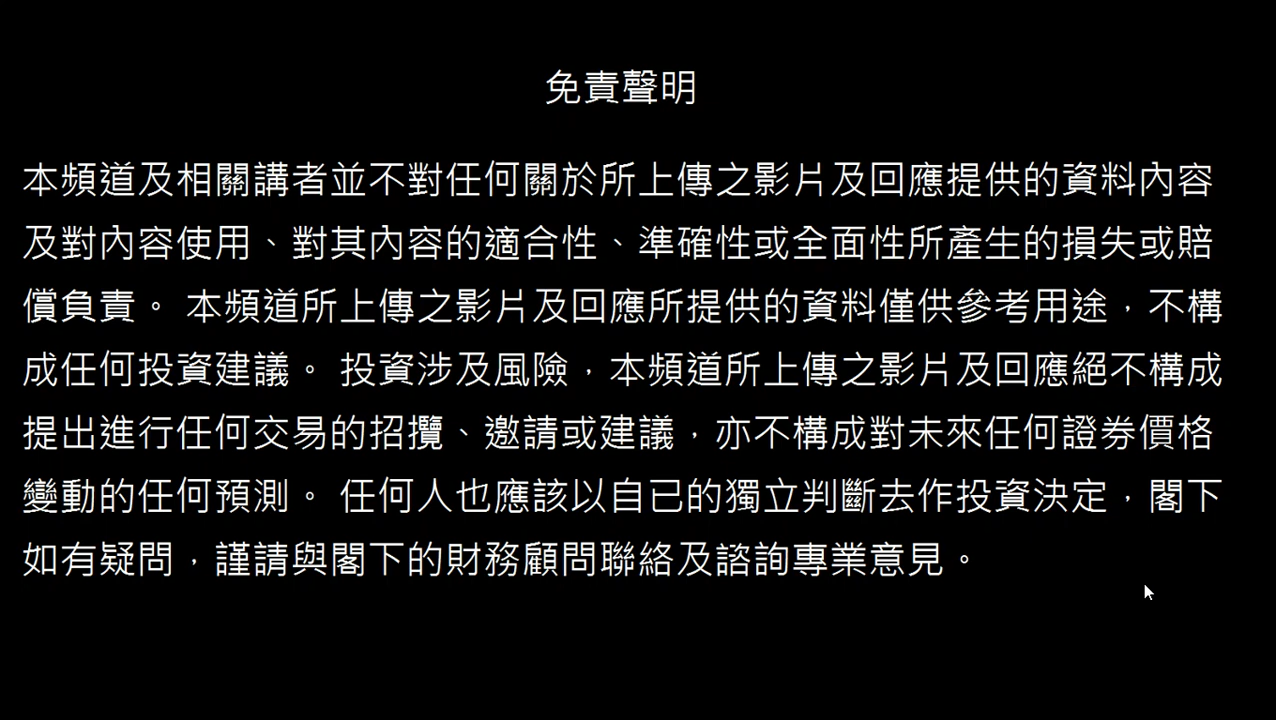 免責聲明
本頻道及相關講者並不對任何關於所上傳之影片及回應提供的資料內容
及對內容使用、對其內容的適合性、準確性或全面性所產生的損失或賠
償負責。 本頻道所上傳之影片及回應所提供的資料僅供參考用途，不構
成任何投資建議。 投資涉及風險，本頻道所上傳之影片及回應絕不構成
提出進行任何交易的招攬、邀請或建議，亦不構成對未來任何證券價格
變動的任何預測。 任何人也應該以自己的獨立判斷去作投資決定，閣下
如有疑問，謹請與閣下的財務顧問聯絡及諮詢專業意見。